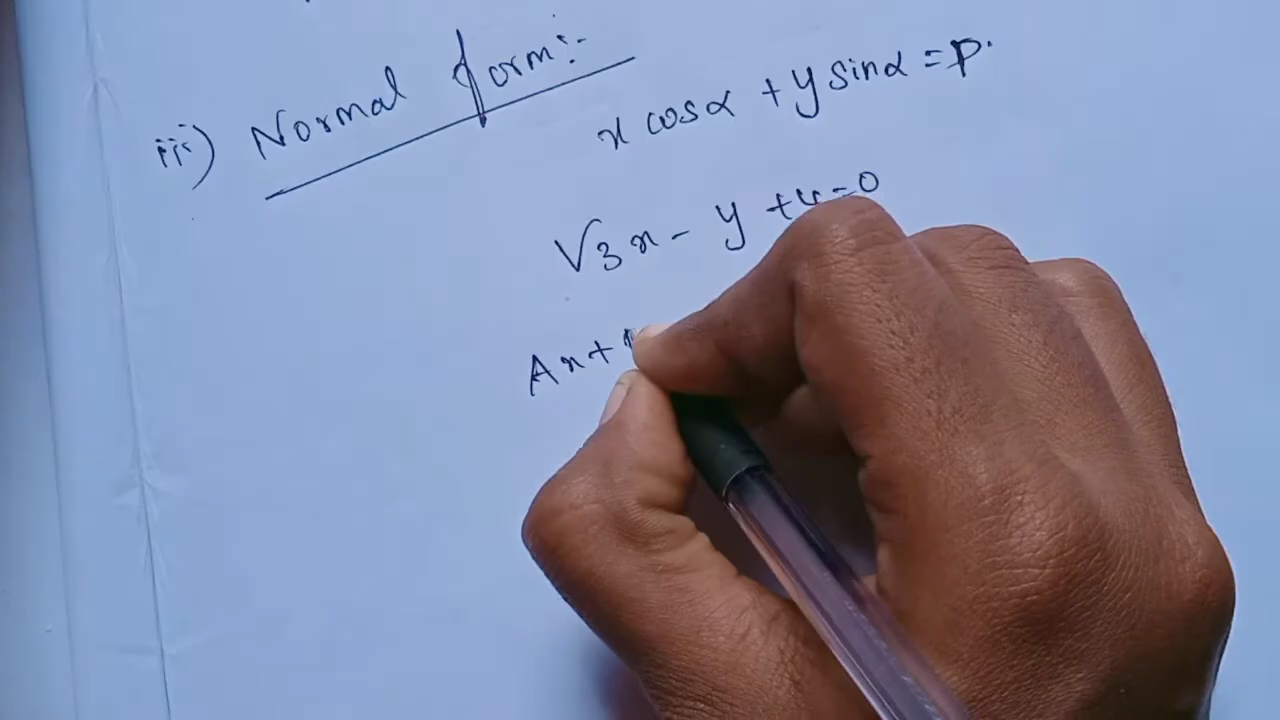 iii) Normal form:-
x cosα + y sinα = p.
√3x - y + 4 = 0
Ax +